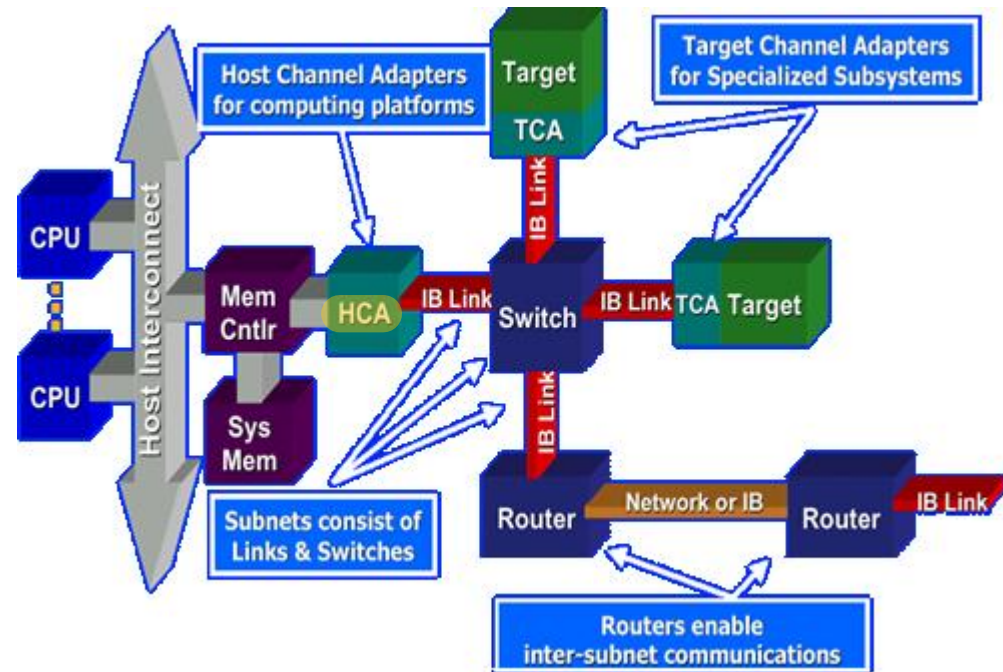 Host Channel Adapters
for computing platforms
Target Channel Adapters
for Specialized Subsystems
Target
TCA
IB Link
CPU
CPU
Host Interconnect
Mem
Cntlr
HCA
IB Link
Switch
IB Link
TCA Target
Sys
Mem
IB Link
Subnets consist of
Links & Switches
Router
Network or IB
Router
IB Link
Routers enable
inter-subnet communications